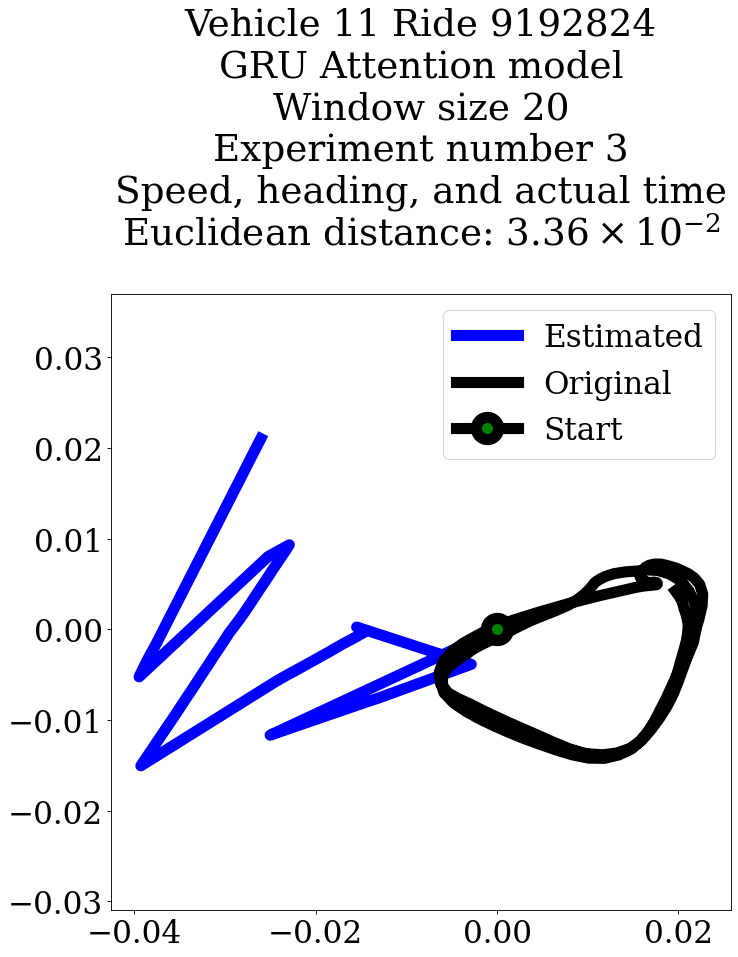 Vehicle 11 Ride 9192824
GRU Attention model
Window size 20
Experiment number 3
Speed, heading, and actual time
Euclidean distance: 3.36 × 10⁻²
Estimated
Original
Start
0.03
0.02
0.01
0.00
−0.01
−0.02
−0.03
−0.04
−0.02
0.00
0.02